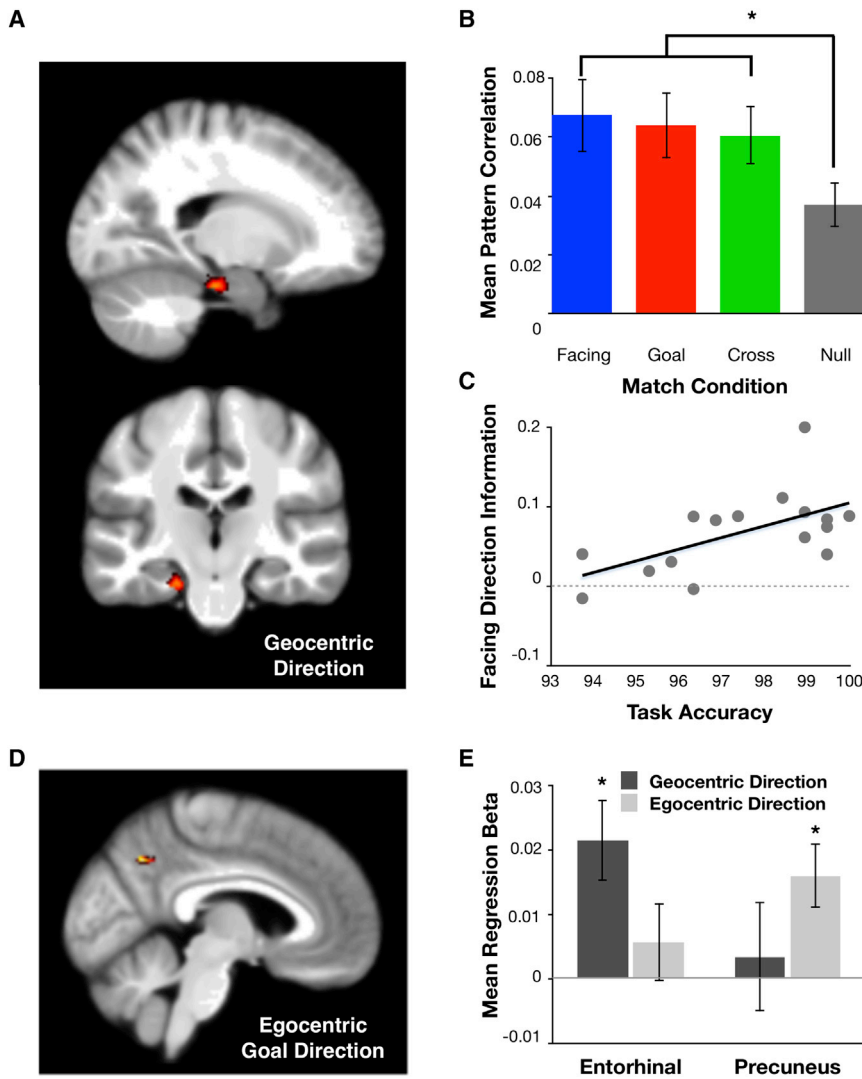 A
Geocentric
Direction
B
*
Mean Pattern Correlation
0.08
0.06
0.04
0.02
0
Facing Goal Cross Null
Match Condition
C
Facing Direction Information
0.2
0.1
0
-0.1
93 94 95 96 97 98 99 100
Task Accuracy
D
Egocentric
Goal Direction
E
Mean Regression Beta
0.03
0.02
0.01
0
-0.01
* Geocentric Direction
Egocentric Direction
*
Entorhinal Precuneus